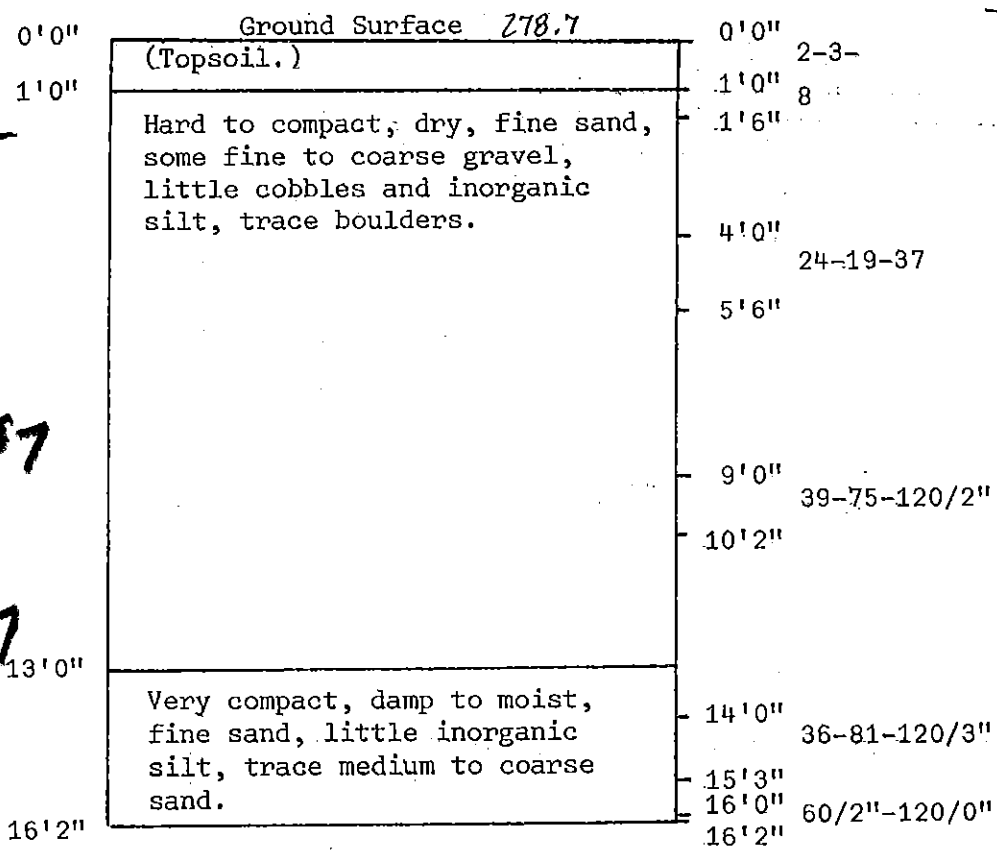 Ground Surface 278.7
0'0"
0'0"
(Topsoil.)
2-3-
1'0"
1'0"
8
1'6"
Hard to compact, dry, fine sand,
some fine to coarse gravel,
little cobbles and inorganic
silt, trace boulders.
4'0"
24-19-37
5'6"
9'0"
39-75-120/2"
10'2"
13'0"
Very compact, damp to moist,
fine sand, little inorganic
silt, trace medium to coarse
sand.
14'0"
36-81-120/3"
15'3"
16'0"
60/2"-120/0"
16'2"
16'2"